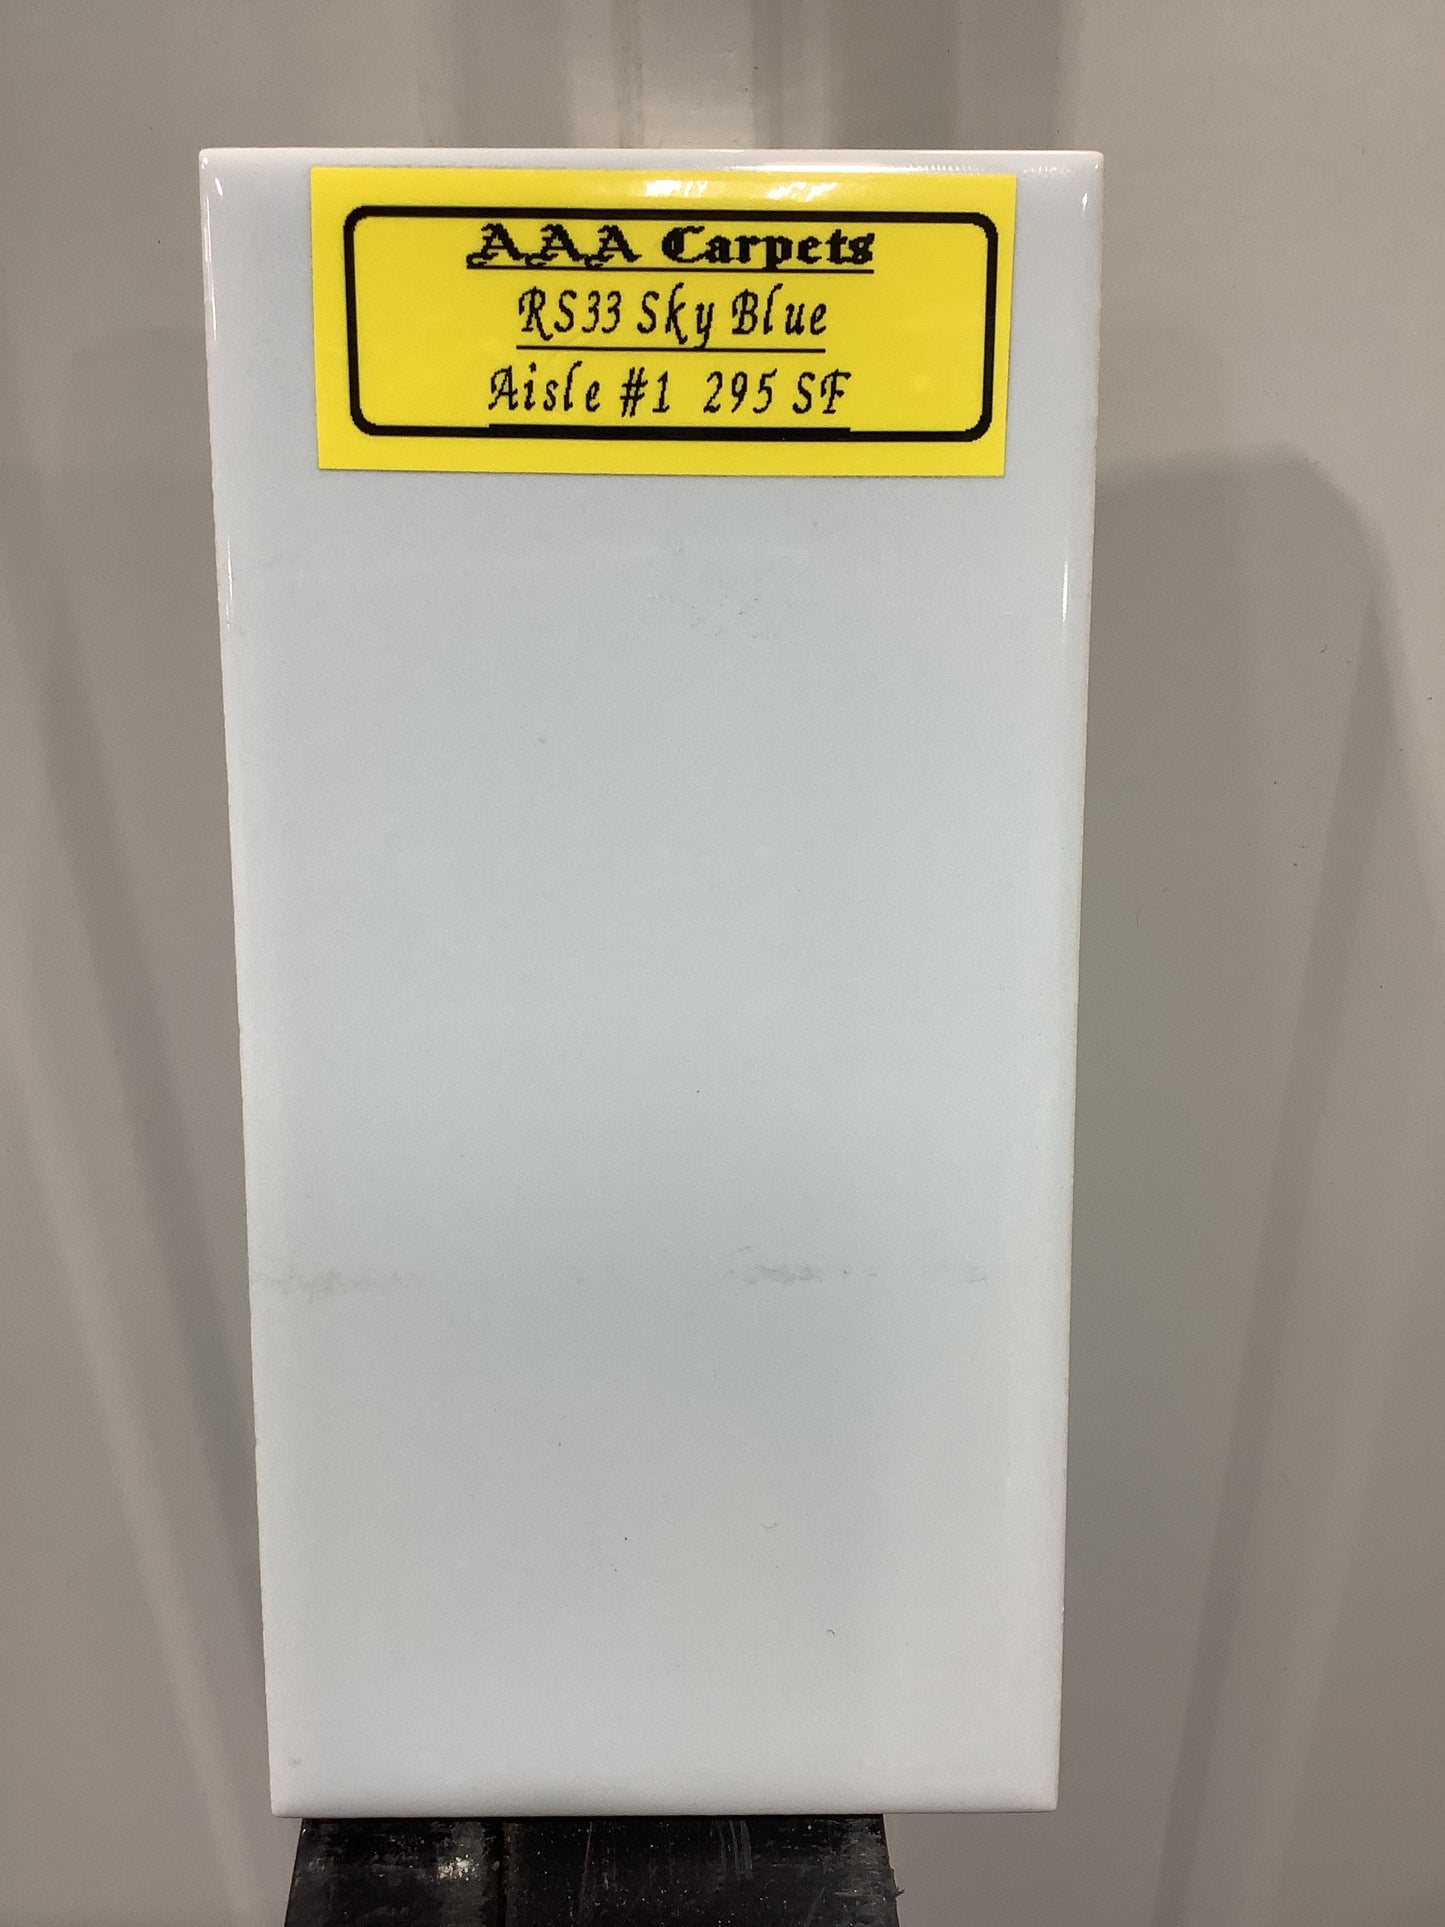 AAA Carpets
RS33 Sky Blue
Aisle #1 295 SF